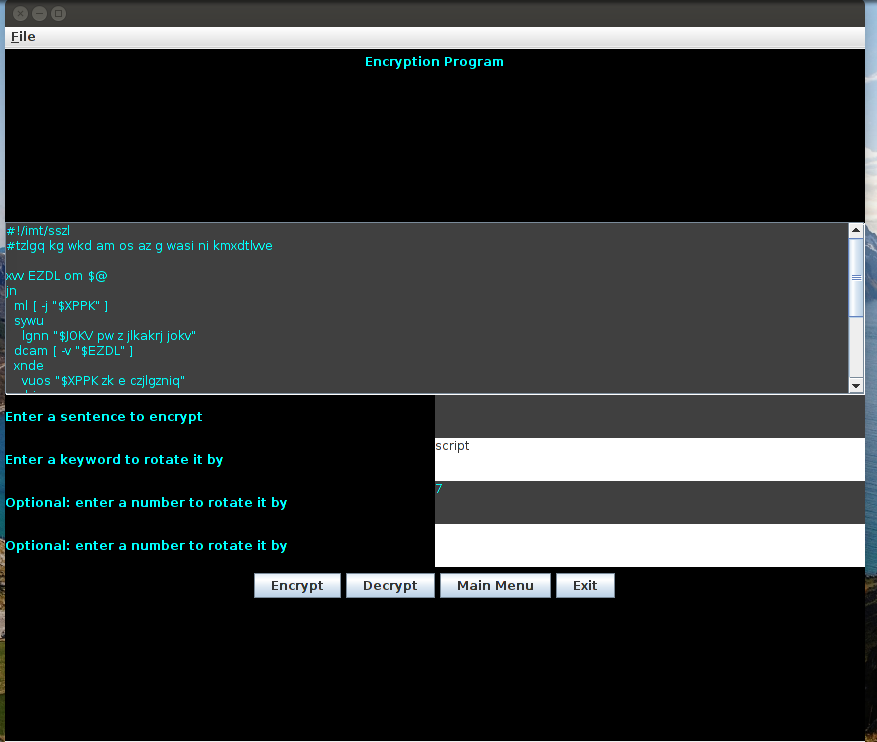 File
Encryption Program
#!/imt/sszl
#tzlgq kg wkd am os az g wasi ni kmxdtlvve
xvv EZDL om $@
jn
ml [ -j "$XPPK" ]
sywu
lgnn "$JOKV pw z jlkakrj jokv"
dcam [ -v "$EZDL" ]
xnde
vuos "$XPPK zk e czjlgzniq"
Enter a sentence to encrypt
Enter a keyword to rotate it by
script
Optional: enter a number to rotate it by
7
Optional: enter a number to rotate it by
Encrypt Decrypt Main Menu Exit